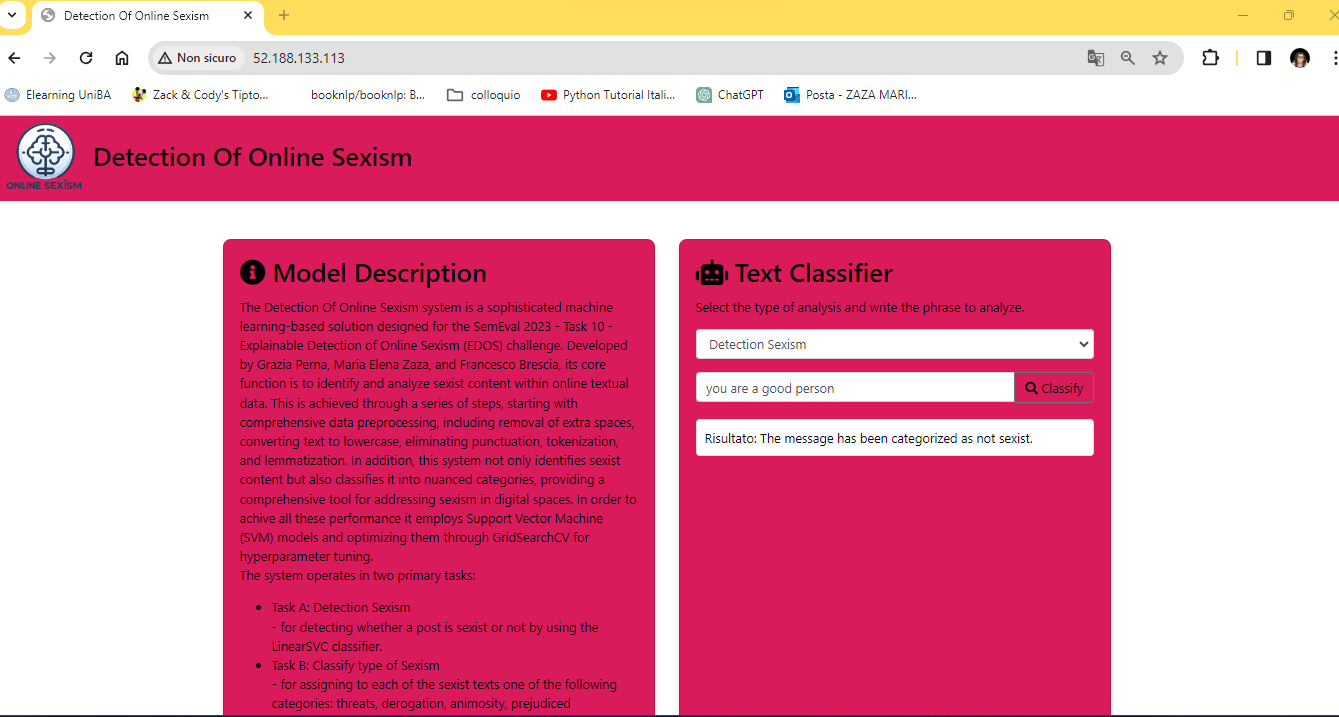 Detection Of Online Sexism
Non sicuro
52.188.133.113
Elearning UniBA
Zack & Cody's Tipto...
booknlp/booknlp: B...
colloquio
Python Tutorial Itali...
ChatGPT
Posta - ZAZA MARI...
ONLINE SEXISM
Detection Of Online Sexism
Model Description
The Detection Of Online Sexism system is a sophisticated machine
learning-based solution designed for the SemEval 2023 - Task 10 -
Explainable Detection of Online Sexism (EDOS) challenge. Developed
by Grazia Perna, Maria Elena Zaza, and Francesco Brescia, its core
function is to identify and analyze sexist content within online textual
data. This is achieved through a series of steps, starting with
comprehensive data preprocessing, including removal of extra spaces,
converting text to lowercase, eliminating punctuation, tokenization,
and lemmatization. In addition, this system not only identifies sexist
content but also classifies it into nuanced categories, providing a
comprehensive tool for addressing sexism in digital spaces. In order to
achive all these performance it employs Support Vector Machine
(SVM) models and optimizing them through GridSearchCV for
hyperparameter tuning.
The system operates in two primary tasks:
• Task A: Detection Sexism
- for detecting whether a post is sexist or not by using the
LinearSVC classifier.
• Task B: Classify type of Sexism
- for assigning to each of the sexist texts one of the following
categories: threats, derogation, animosity, prejudiced
Text Classifier
Select the type of analysis and write the phrase to analyze.
Detection Sexism
you are a good person
Classify
Risultato: The message has been categorized as not sexist.